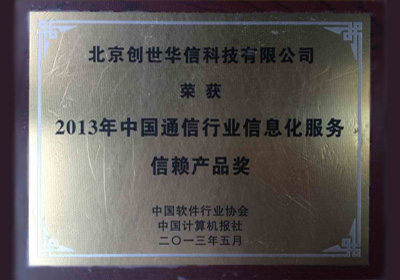 北京创世华信科技有限公司
荣获
2013年中国通信行业信息化服务
信赖产品奖
中国软件行业协会
中国计算机报社
二〇一三年五月